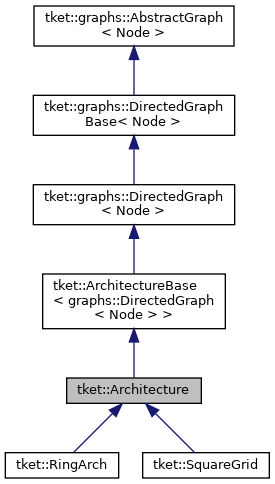 tket::graphs::AbstractGraph
< Node >
tket::graphs::DirectedGraph
Base< Node >
tket::graphs::DirectedGraph
< Node >
tket::ArchitectureBase
< graphs::DirectedGraph
< Node > >
tket::Architecture
tket::RingArch
tket::SquareGrid